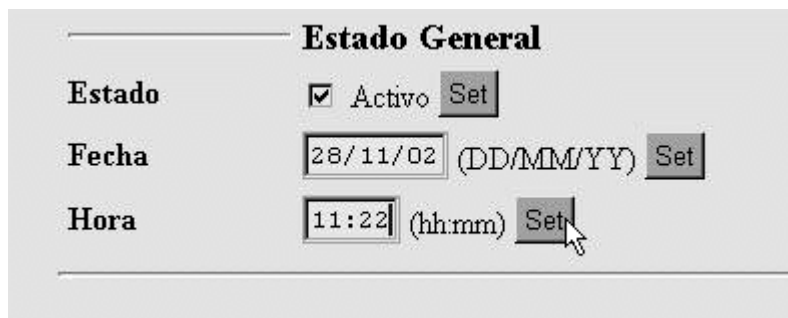 Estado General
Estado Activo Set
Fecha 28/11/02 (DD/MM/YY) Set
Hora 11:22 (hh:mm) Set